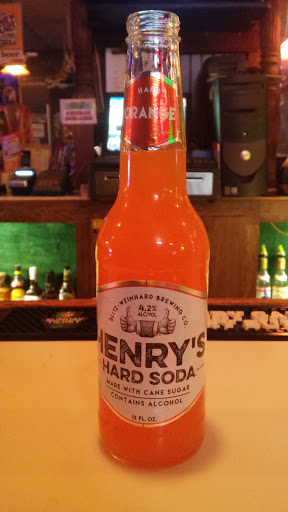 HARD
ORANGE
BLITZ-WEINHARD BREWING CO.
4.2%
ALC/VOL
HENRY'S
HARD SODA
MADE WITH CANE SUGAR
CONTAINS ALCOHOL
12 FL. OZ.